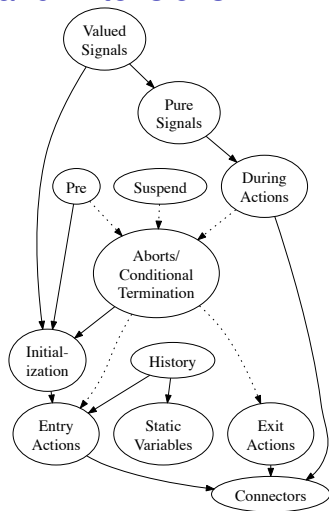 Valued
Signals
Pure
Signals
Pre
Suspend
During
Actions
Aborts/
Conditional
Termination
Initial-
ization
History
Entry
Actions
Static
Variables
Exit
Actions
Connectors